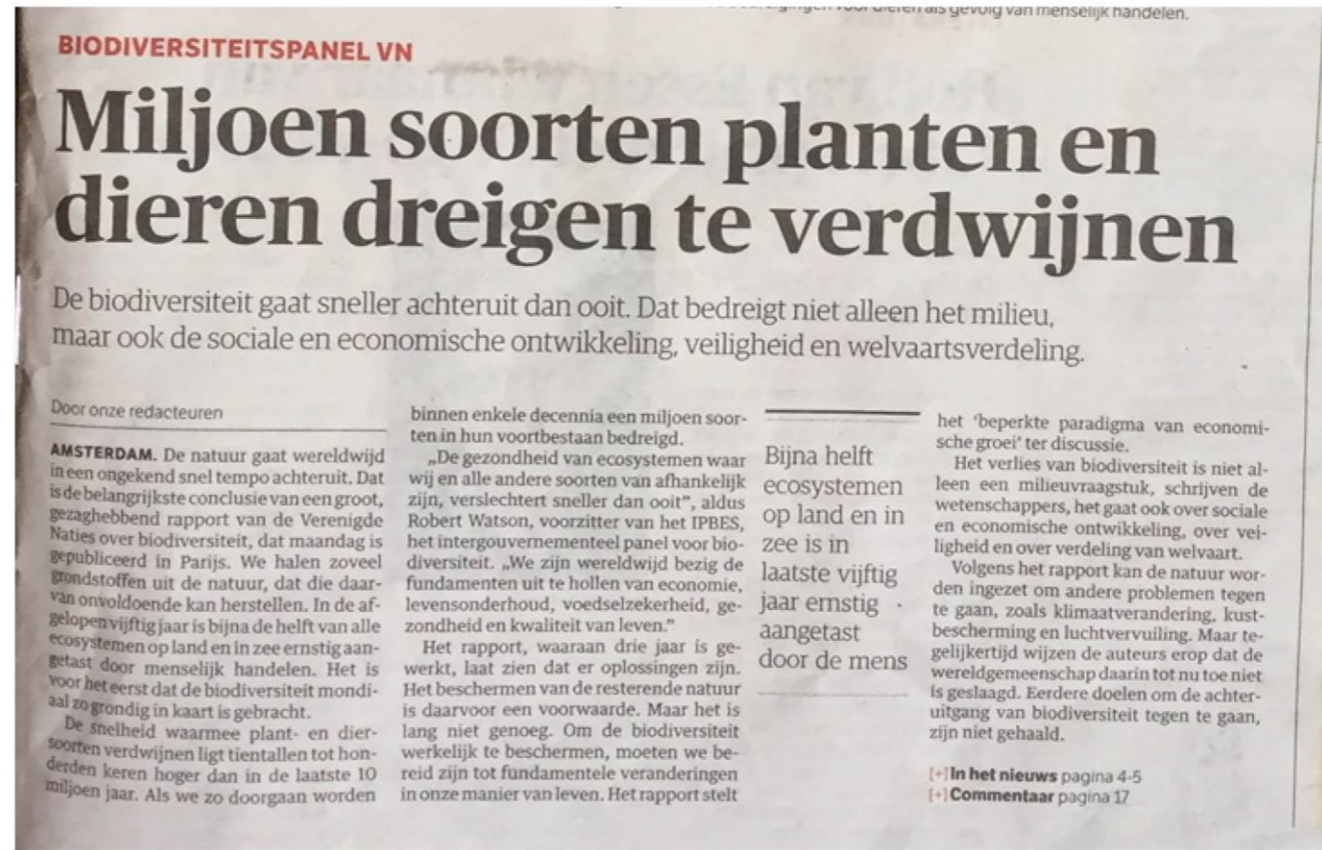 als gevolg van menselijk handelen.
BIODIVERSITEITSPANEL VN
Miljoen soorten planten en
dieren dreigen te verdwijnen
De biodiversiteit gaat sneller achteruit dan ooit. Dat bedreigt niet alleen het milieu,
maar ook de sociale en economische ontwikkeling, veiligheid en welvaartsverdeling.
Door onze redacteuren
AMSTERDAM. De natuur gaat wereldwijd
in een ongekend snel tempo achteruit. Dat
is de belangrijkste conclusie van een groot,
gezaghebbend rapport van de Verenigde
Naties over biodiversiteit, dat maandag is
gepubliceerd in Parijs. We halen zoveel
grondstoffen uit de natuur, dat die daar-
van onvoldoende kan herstellen. In de af-
gelopen vijftig jaar is bijna de helft van alle
ecosystemen op land en in zee ernstig aan-
getast door menselijk handelen. Het is
voor het eerst dat de biodiversiteit mondi-
aal zo grondig in kaart is gebracht.
De snelheid waarmee plant- en dier-
soorten verdwijnen ligt tientallen tot hon-
derden keren hoger dan in de laatste 10
miljoen jaar. Als we zo doorgaan worden
binnen enkele decennia een miljoen soor-
ten in hun voortbestaan bedreigd.
„De gezondheid van ecosystemen waar
wij en alle andere soorten van afhankelijk
zijn, verslechtert sneller dan ooit”, aldus
Robert Watson, voorzitter van het IPBES,
het intergouvernementeel panel voor bio-
diversiteit. „We zijn wereldwijd bezig de
fundamenten uit te hollen van economie,
levensonderhoud, voedselzekerheid, ge-
zondheid en kwaliteit van leven.”
Het rapport, waaraan drie jaar is ge-
werkt, laat zien dat er oplossingen zijn.
Het beschermen van de resterende natuur
is daarvoor een voorwaarde. Maar het is
lang niet genoeg. Om de biodiversiteit
werkelijk te beschermen, moeten we be-
reid zijn tot fundamentele veranderingen
in onze manier van leven. Het rapport stelt
Bijna helft
ecosystemen
op land en in
zee is in
laatste vijftig
jaar ernstig
aangetast
door de mens
het ‘beperkte paradigma van economi-
sche groei’ ter discussie.
Het verlies van biodiversiteit is niet al-
leen een milieuvraagstuk, schrijven de
wetenschappers, het gaat ook over sociale
en economische ontwikkeling, over vei-
ligheid en over verdeling van welvaart.
Volgens het rapport kan de natuur wor-
den ingezet om andere problemen tegen
te gaan, zoals klimaatverandering, kust-
bescherming en luchtvervuiling. Maar te-
gelijkertijd wijzen de auteurs erop dat de
wereldgemeenschap daarin tot nu toe niet
is geslaagd. Eerdere doelen om de achter-
uitgang van biodiversiteit tegen te gaan,
zijn niet gehaald.
[+] In het nieuws pagina 4-5
[+] Commentaar pagina 17